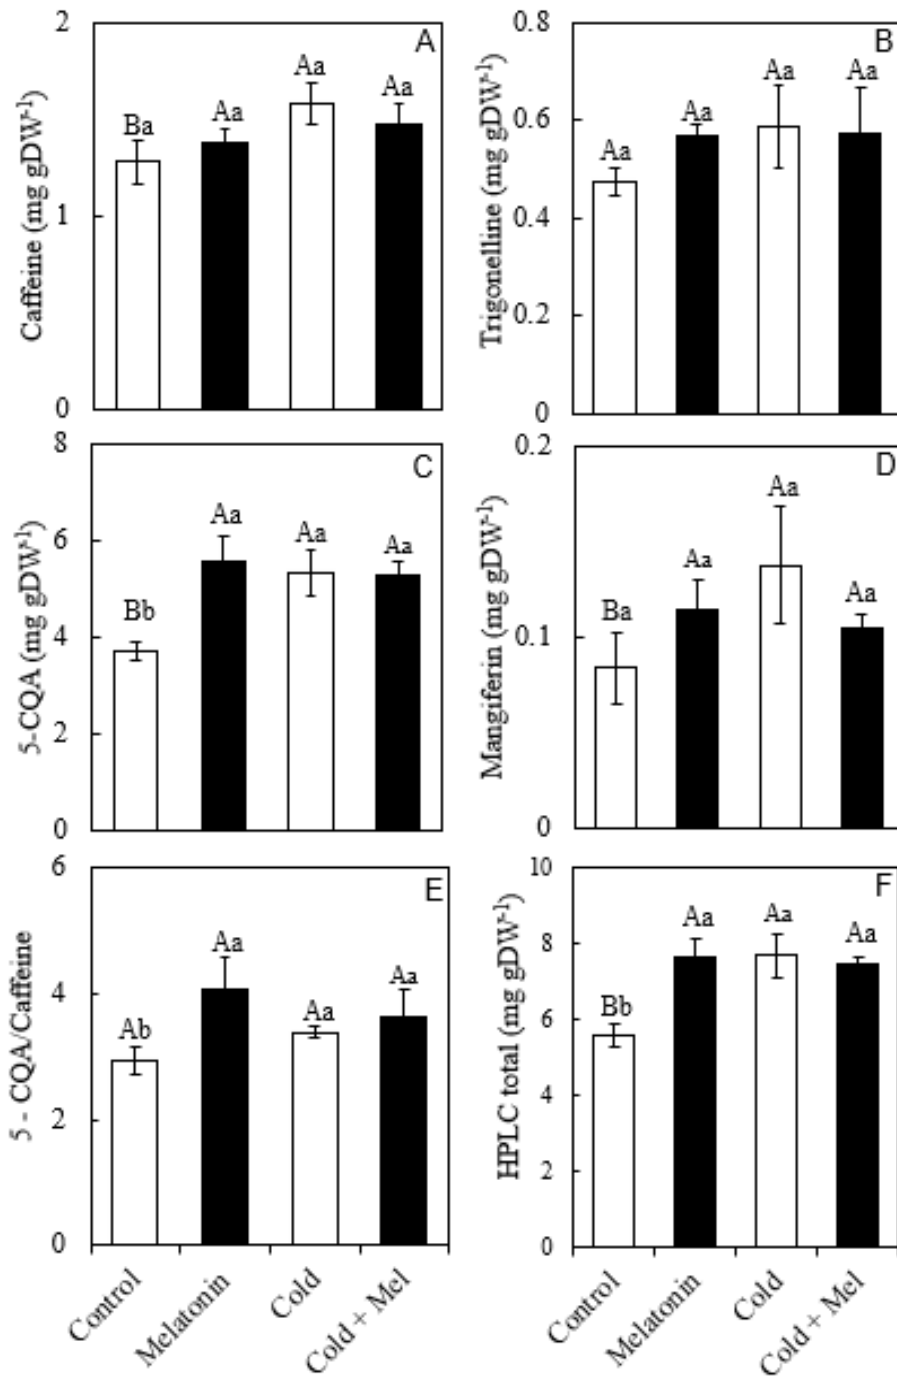 2
A
Aa
Aa
Aa
Ba
1
0
Caffeine (mg gDW⁻¹)
0.8
B
Aa
Aa
Aa
Aa
0.6
0.4
0.2
0
Trigonelline (mg gDW⁻¹)
8
C
Aa
Aa
Aa
Bb
6
4
2
0
5-CQA (mg gDW⁻¹)
0.2
D
Aa
Aa
Aa
Ba
0.1
0
Mangiferin (mg gDW⁻¹)
6
E
Aa
Aa
Aa
Ab
4
2
0
5 - CQA/Caffeine
Control
Melatonin
Cold
Cold + Mel
10
F
Aa
Aa
Aa
Bb
8
6
4
2
0
HPLC total (mg gDW⁻¹)
Control
Melatonin
Cold
Cold + Mel